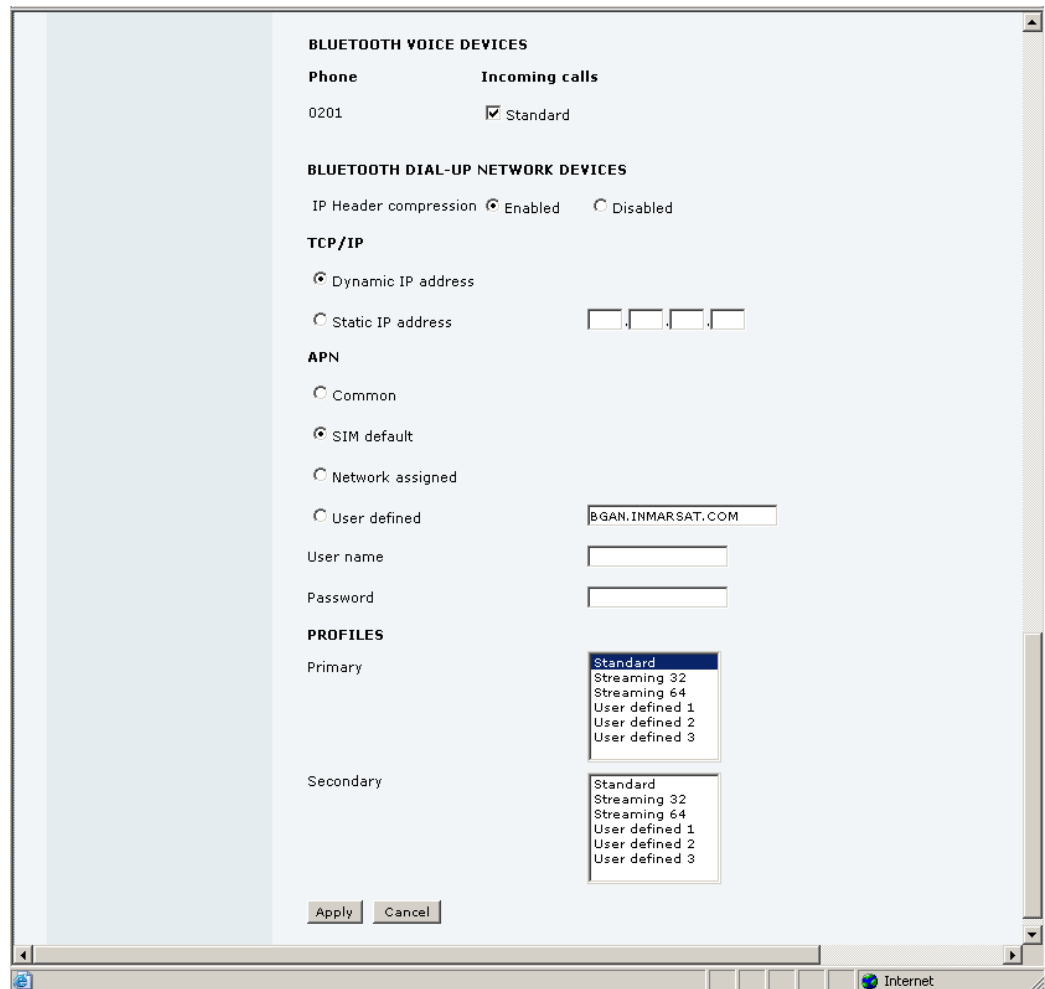 BLUETOOTH VOICE DEVICES
Phone Incoming calls
0201 Standard
BLUETOOTH DIAL-UP NETWORK DEVICES
IP Header compression Enabled Disabled
TCP/IP
Dynamic IP address
Static IP address . . .
APN
Common
SIM default
Network assigned
User defined BGAN.INMARSAT.COM
User name
Password
PROFILES
Primary
Standard
Streaming 32
Streaming 64
User defined 1
User defined 2
User defined 3
Secondary
Standard
Streaming 32
Streaming 64
User defined 1
User defined 2
User defined 3
Apply Cancel
Internet